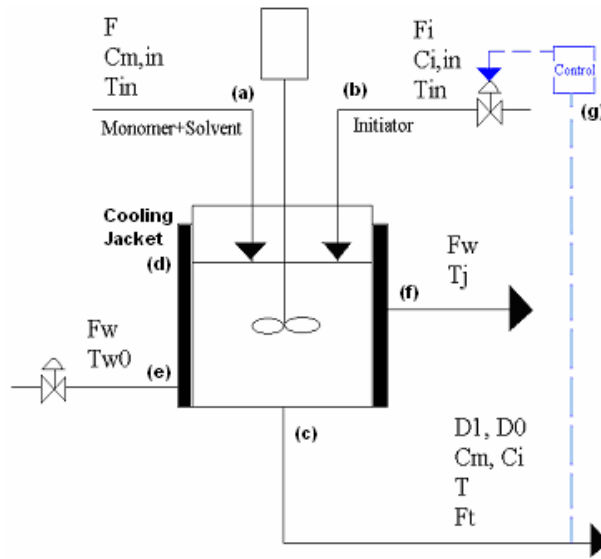 F
Cm,in
Tin
(a)
Monomer+Solvent
(b)
Fi
Ci,in
Tin
Initiator
Control
(g)
Cooling
Jacket
(d)
Fw
Tj
(f)
Fw
Tw0
(e)
(c)
D1, D0
Cm, Ci
T
Ft